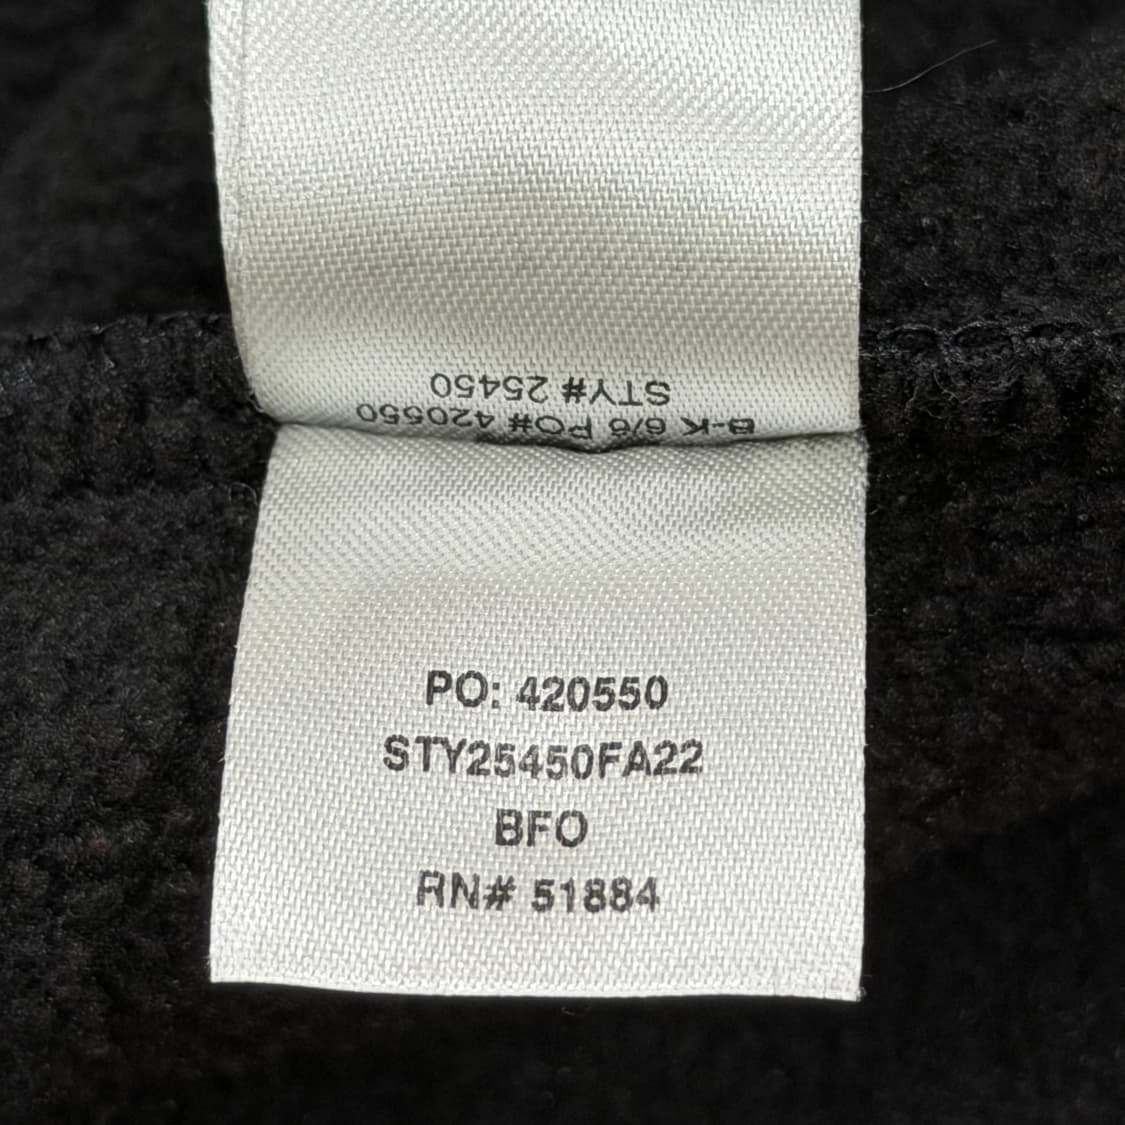 STY# 25450
B-K 6/6 PO# 420550
PO: 420550
STY25450FA22
BFO
RN# 51884